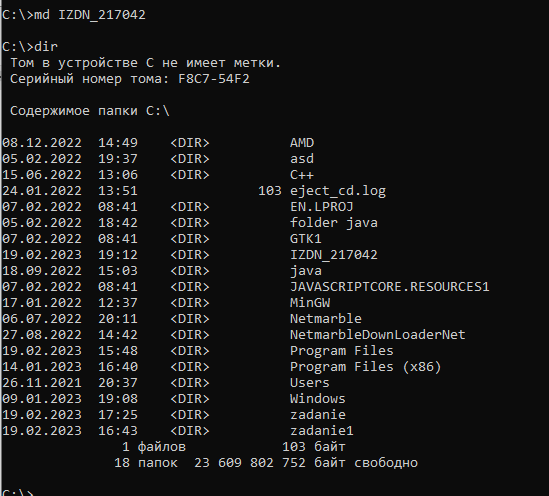 C:\>md IZDN_217042
C:\>dir
 Том в устройстве C не имеет метки.
 Серийный номер тома: F8C7-54F2
 Содержимое папки C:\
08.12.2022  14:49    <DIR>          AMD
05.02.2022  19:37    <DIR>          asd
15.06.2022  13:06    <DIR>          C++
24.01.2022  13:51               103 eject_cd.log
07.02.2022  08:41    <DIR>          EN.LPROJ
05.02.2022  18:42    <DIR>          folder java
07.02.2022  08:41    <DIR>          GTK1
19.02.2023  19:12    <DIR>          IZDN_217042
18.09.2022  15:03    <DIR>          java
07.02.2022  08:41    <DIR>          JAVASCRIPTCORE.RESOURCES1
17.01.2022  12:37    <DIR>          MinGW
06.07.2022  20:11    <DIR>          Netmarble
27.08.2022  14:42    <DIR>          NetmarbleDownLoaderNet
19.02.2023  15:48    <DIR>          Program Files
14.01.2023  16:40    <DIR>          Program Files (x86)
26.11.2021  20:37    <DIR>          Users
09.01.2023  19:08    <DIR>          Windows
19.02.2023  17:25    <DIR>          zadanie
19.02.2023  16:43    <DIR>          zadanie1
               1 файлов            103 байт
              18 папок  23 609 802 752 байт свободно
C:\>